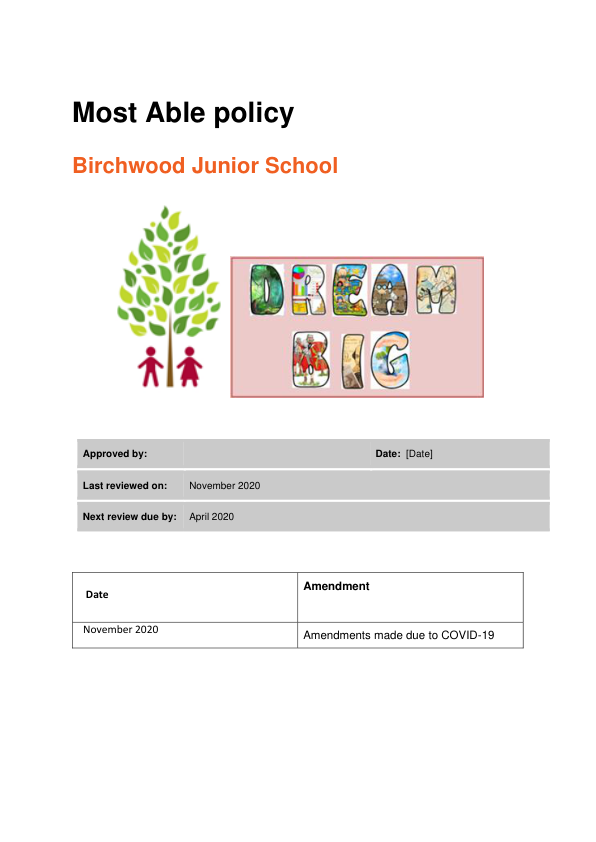 Most Able policy
Birchwood Junior School
DREAM
BIG
Approved by: Date: [Date]
Last reviewed on: November 2020
Next review due by: April 2020
Date Amendment
November 2020 Amendments made due to COVID-19